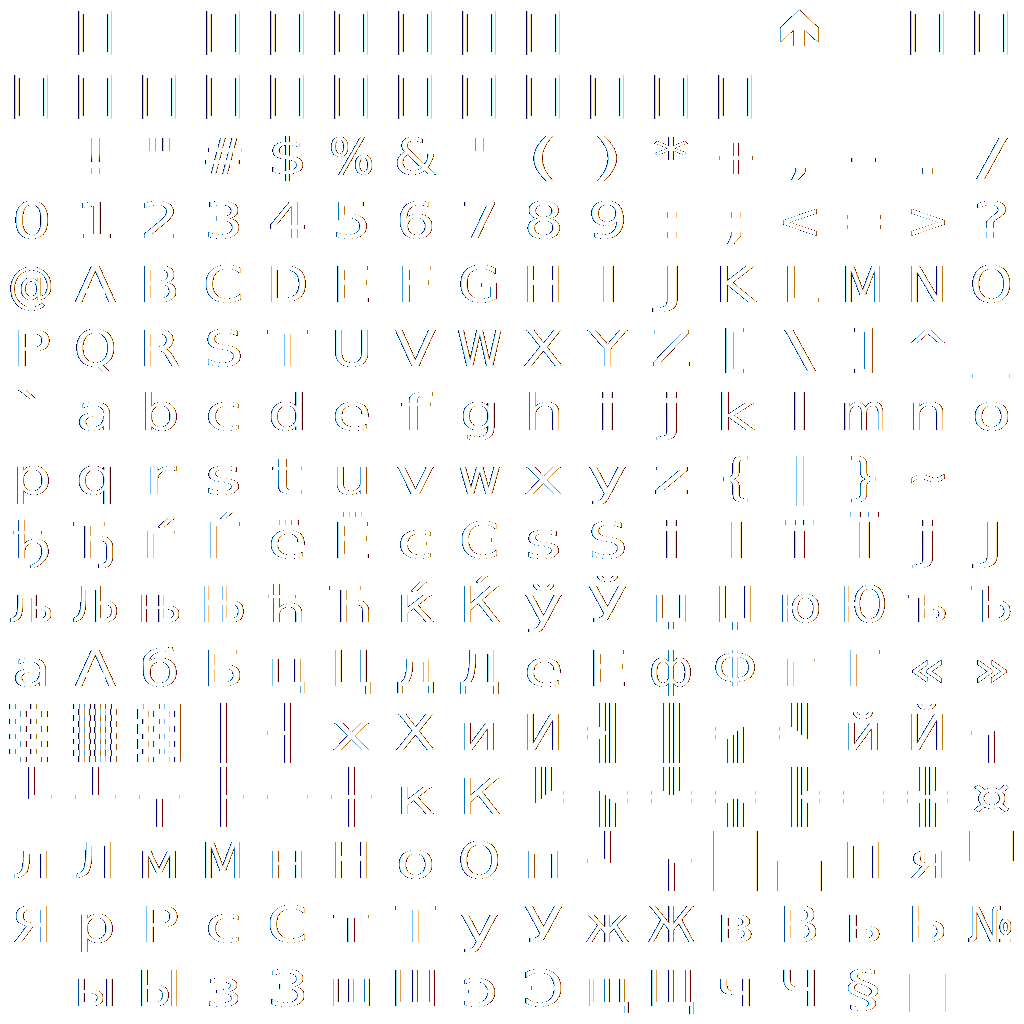 ! " # $ % & ' ( ) * + , - . /
0 1 2 3 4 5 6 7 8 9 : ; < = > ?
@ A B C D E F G H I J K L M N O
P Q R S T U V W X Y Z [ \ ] ^ _
` a b c d e f g h i j k l m n o
p q r s t u v w x y z { | } ~
ђ Ђ ѓ Ѓ ё Ё є Є ѕ Ѕ і І ї Ї ј Ј
љ Љ њ Њ ћ Ћ ќ Ќ ў Ў џ Џ ю Ю ъ Ъ
а А б Б ц Ц д Д е Е ф Ф г Г « »
░ ▒ ▓ │ ┤ х Х и И ╣ ║ ╗ ╝ й Й ┐
└ ┴ ┬ ├ ─ ┼ к К ╚ ╔ ╩ ╦ ╠ ═ ╬ ¤
л Л м М н Н о О п ┘ ┌ █ ▄ П я ▀
Я р Р с С т Т у У ж Ж в В ь Ь №
ы Ы з З ш Ш э Э щ Щ ч Ч § ■